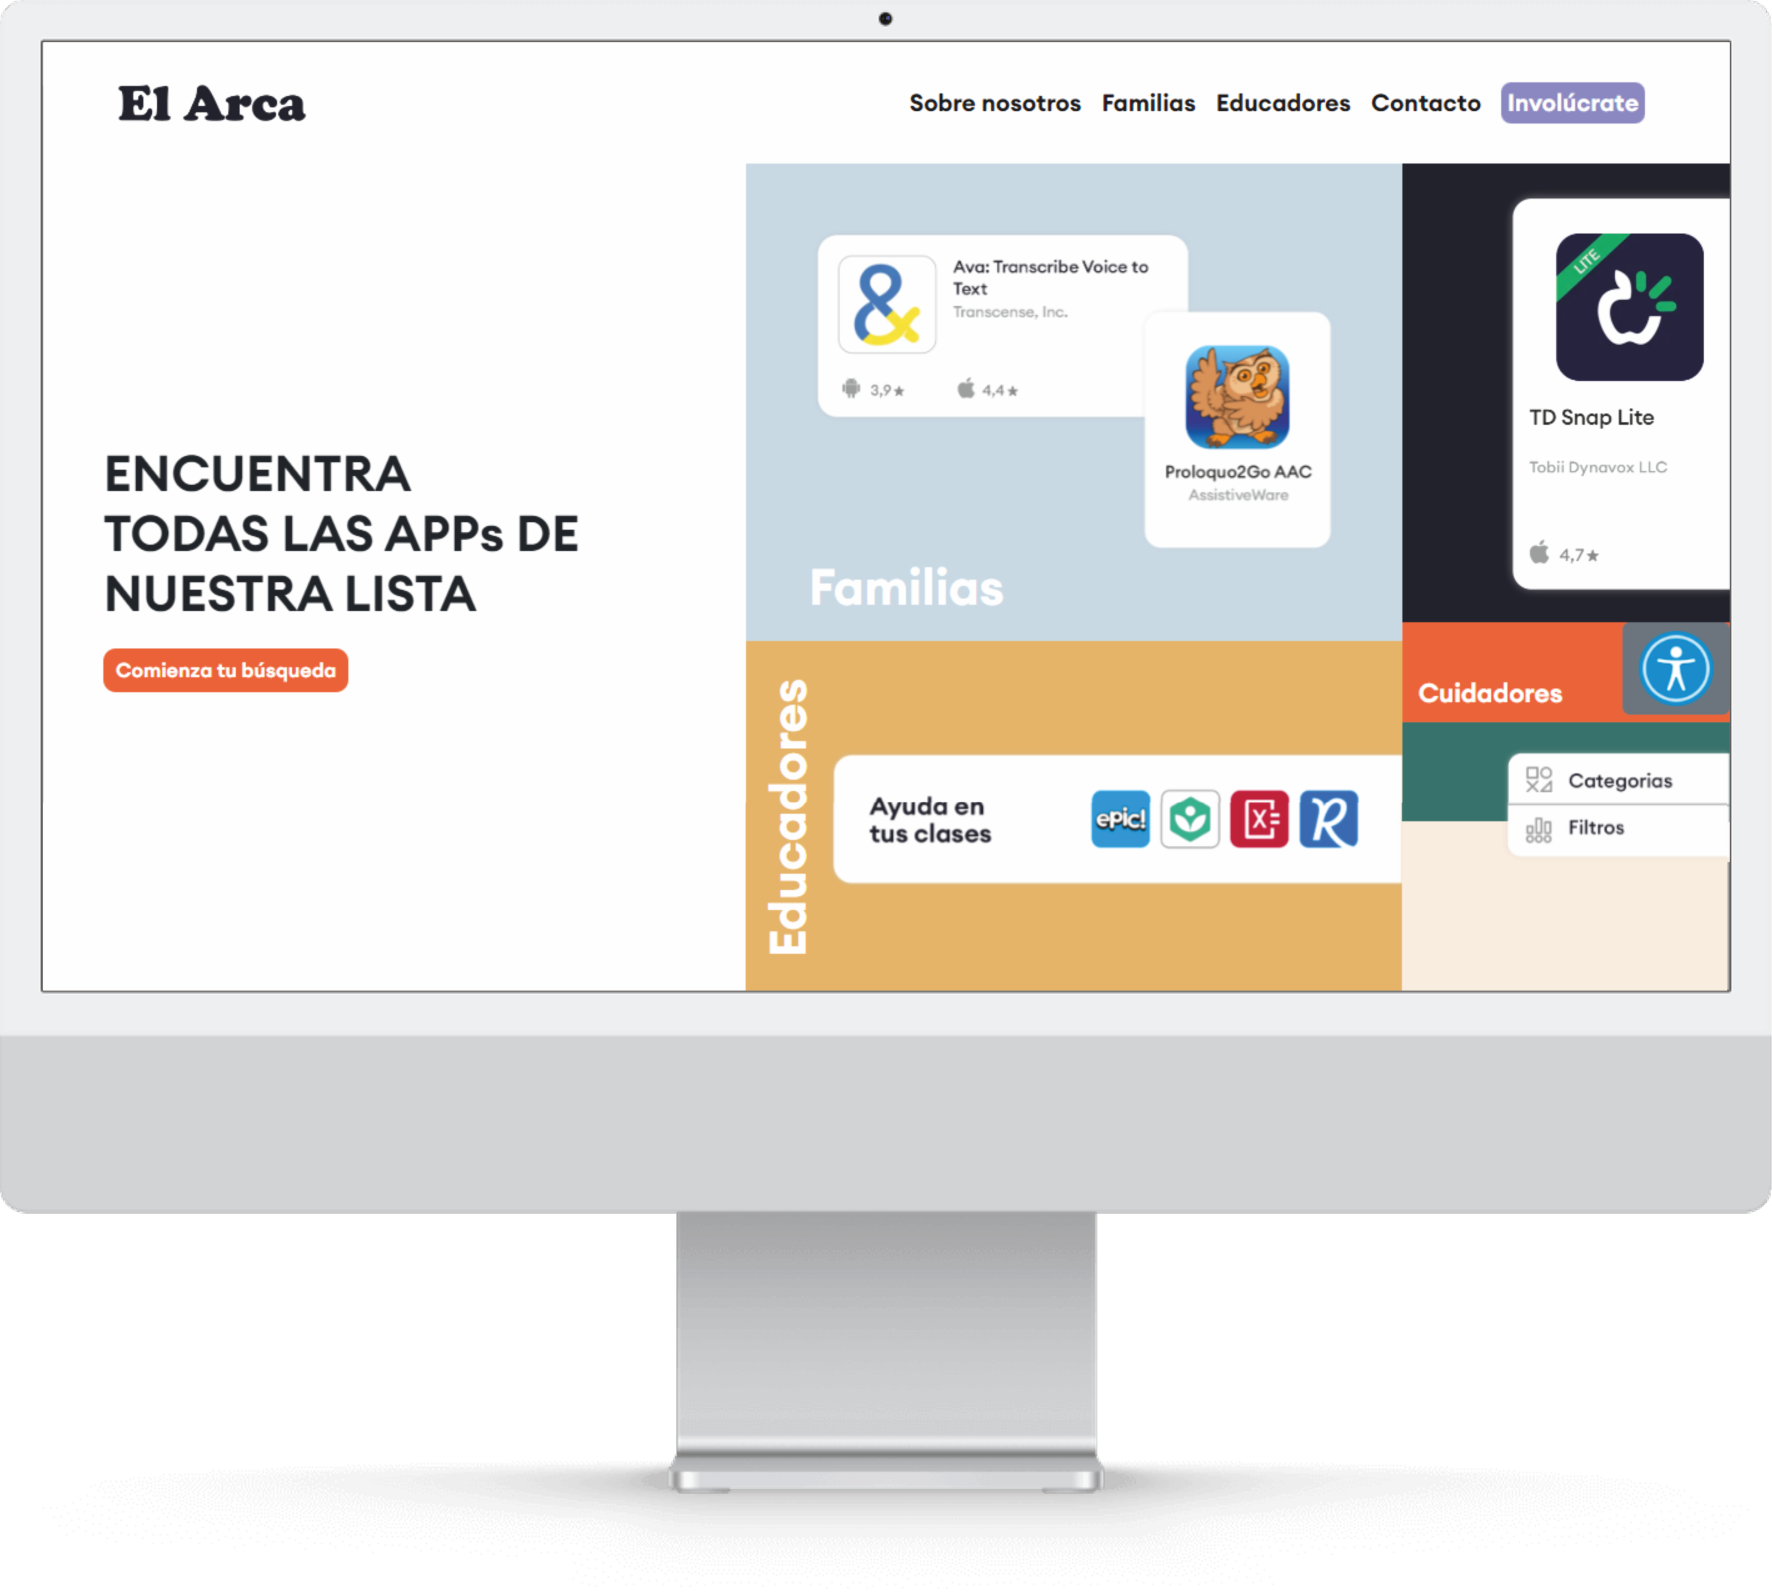 El Arca
Sobre nosotros Familias Educadores Contacto Involúcrate
ENCUENTRA
TODAS LAS APPs DE
NUESTRA LISTA
Comienza tu búsqueda
Ava: Transcribe Voice to
Text
Transcense, Inc.
3,9★ 4,4★
Proloquo2Go AAC
AssistiveWare
Familias
LITE
TD Snap Lite
Tobii Dynavox LLC
4,7★
Educadores
Ayuda en
tus clases
epic!
X
R
Cuidadores
Categorias
Filtros